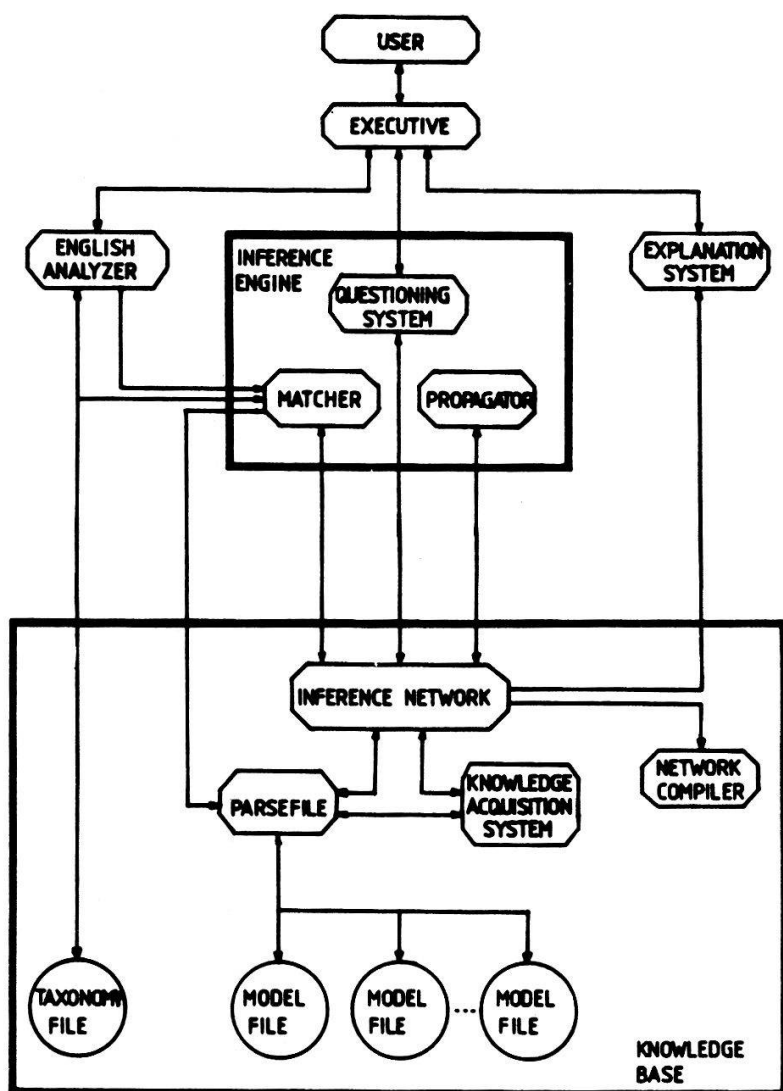 USER
EXECUTIVE
ENGLISH
ANALYZER
INFERENCE
ENGINE
QUESTIONING
SYSTEM
EXPLANATION
SYSTEM
MATCHER
PROPAGATOR
INFERENCE NETWORK
PARSEFILE
KNOWLEDGE
ACQUISITION
SYSTEM
NETWORK
COMPILER
TAXONOMY
FILE
MODEL
FILE
MODEL
FILE
....
MODEL
FILE
KNOWLEDGE
BASE